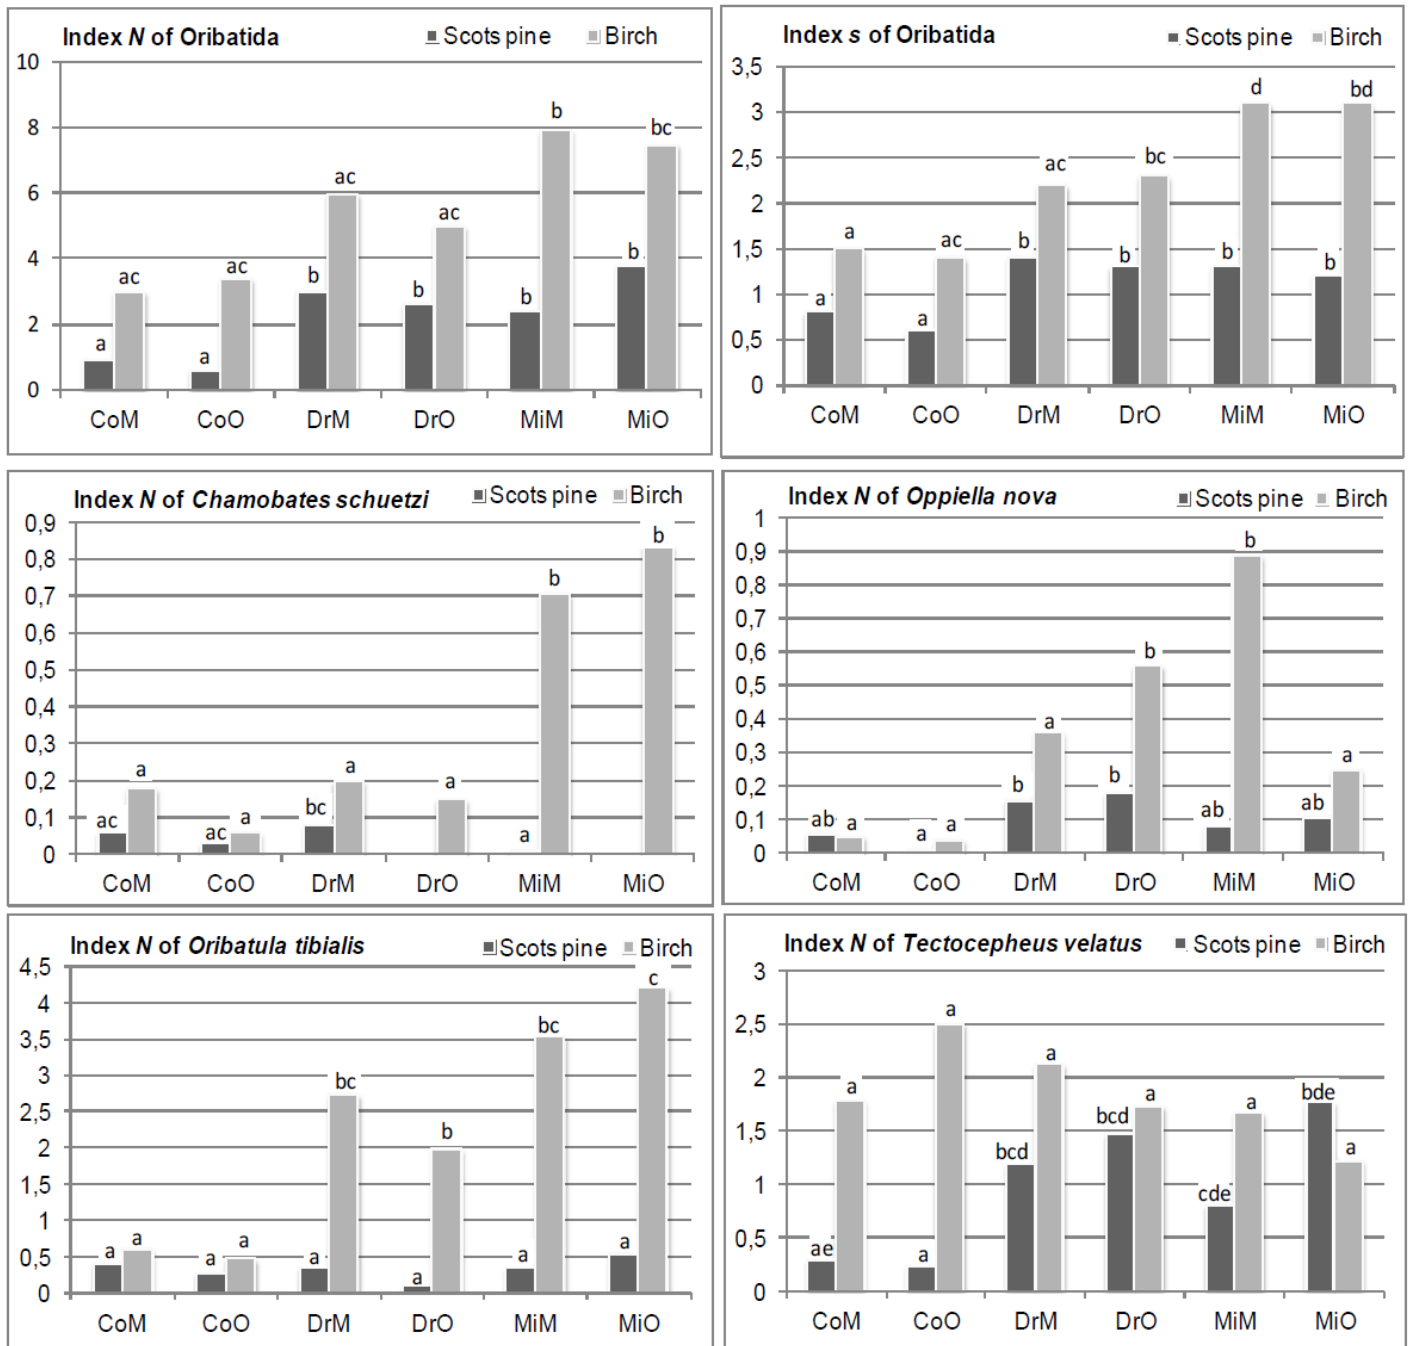 Index N of Oribatida Scots pine Birch
10
8
6
4
2
0
a ac a ac b ac b ac b b b bc
CoM CoO DrM DrO MiM MiO
Index s of Oribatida Scots pine Birch
3,5
3
2,5
2
1,5
1
0,5
0
a a a ac b ac b bc b d b bd
CoM CoO DrM DrO MiM MiO
Index N of Chamobates schuetzi Scots pine Birch
0,9
0,8
0,7
0,6
0,5
0,4
0,3
0,2
0,1
0
ac a ac a bc a a a b b
CoM CoO DrM DrO MiM MiO
Index N of Oppiella nova Scots pine Birch
1
0,9
0,8
0,7
0,6
0,5
0,4
0,3
0,2
0,1
0
ab a a a b a b b ab b ab a
CoM CoO DrM DrO MiM MiO
Index N of Oribatula tibialis Scots pine Birch
4,5
4
3,5
3
2,5
2
1,5
1
0,5
0
a a a a a bc a b a bc a c
CoM CoO DrM DrO MiM MiO
Index N of Tectocepheus velatus Scots pine Birch
3
2,5
2
1,5
1
0,5
0
ae a a a bcd a bcd a cde a bde a
CoM CoO DrM DrO MiM MiO